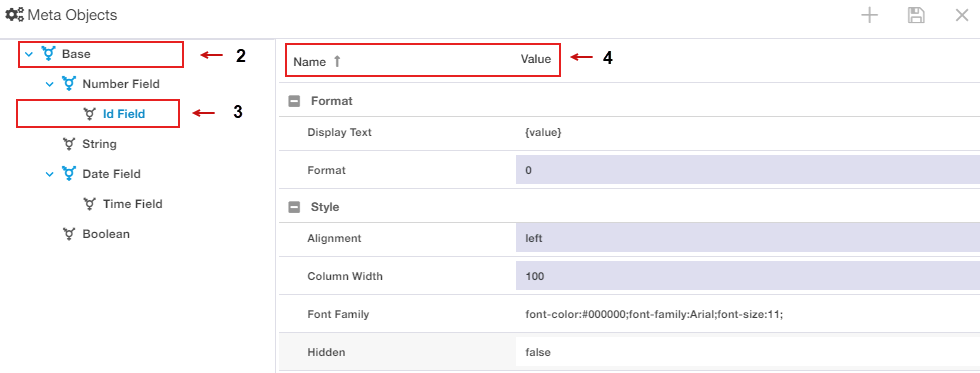 Meta Objects
Base
2
Number Field
Id Field
3
String
Date Field
Time Field
Boolean
Name Value
4
Format
Display Text {value}
Format 0
Style
Alignment left
Column Width 100
Font Family font-color:#000000;font-family:Arial;font-size:11;
Hidden false